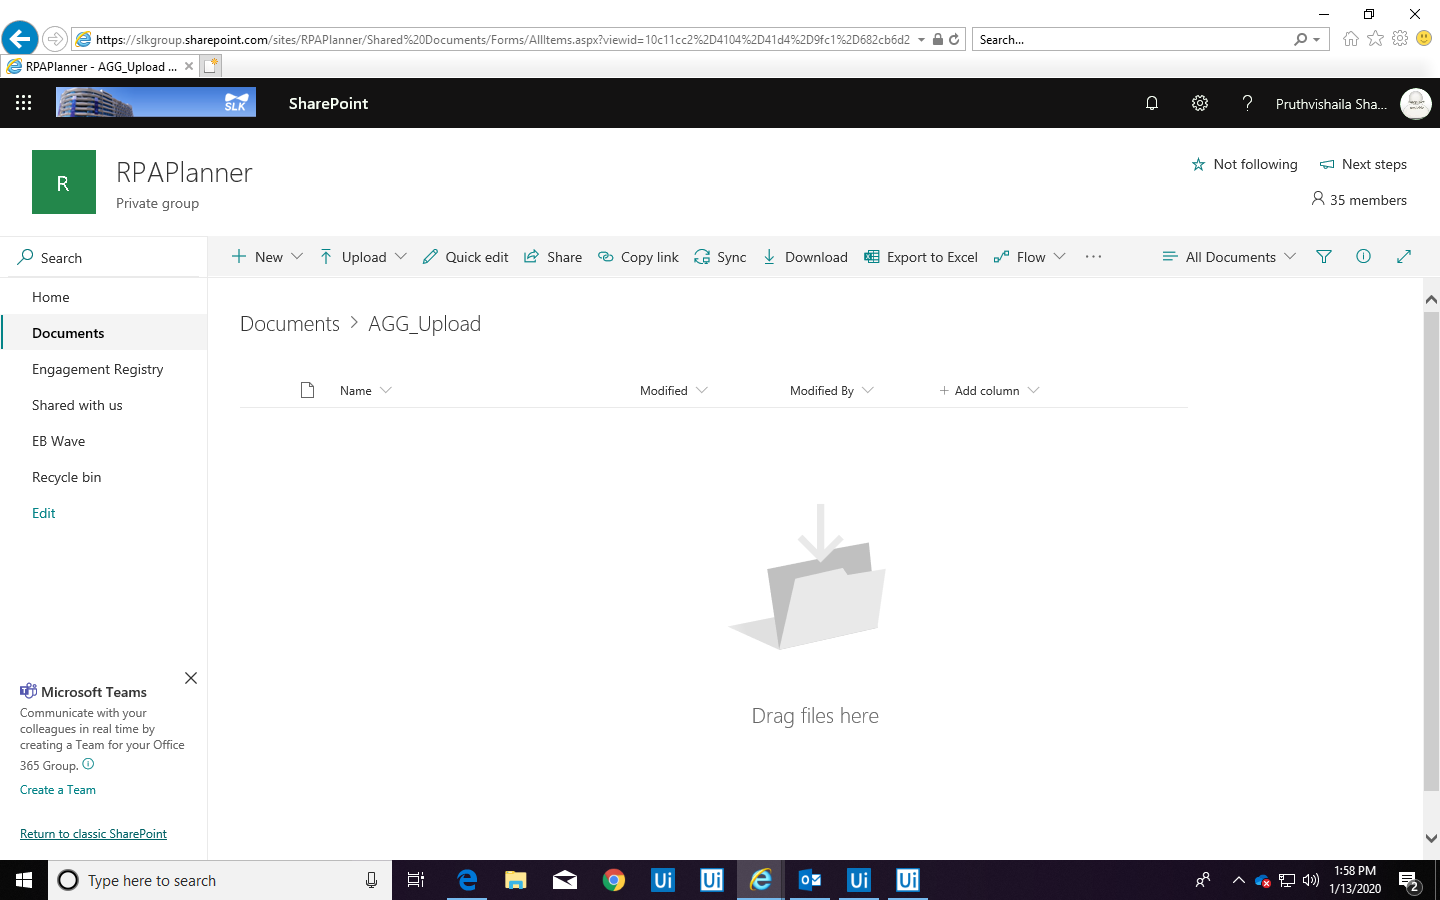 https://slkgroup.sharepoint.com/sites/RPAPlanner/Shared%20Documents/Forms/AllItems.aspx?viewid=10c11cc2%2D4104%2D41d4%2D9fc1%2D682cb6d2
Search...
RPAPlanner - AGG_Upload ...
SLK
SharePoint
Pruthvishaila Sha...
R
RPAPlanner
Private group
Not following
Next steps
35 members
Search
New
Upload
Quick edit
Share
Copy link
Sync
Download
Export to Excel
Flow
All Documents
Home
Documents
Engagement Registry
Shared with us
EB Wave
Recycle bin
Edit
Documents > AGG_Upload
Name
Modified
Modified By
+ Add column
Drag files here
Microsoft Teams
Communicate with your
colleagues in real time by
creating a Team for your Office
365 Group.
Create a Team
Return to classic SharePoint
Type here to search
Ui
Ui
Ui
Ui
1:58 PM
1/13/2020
2